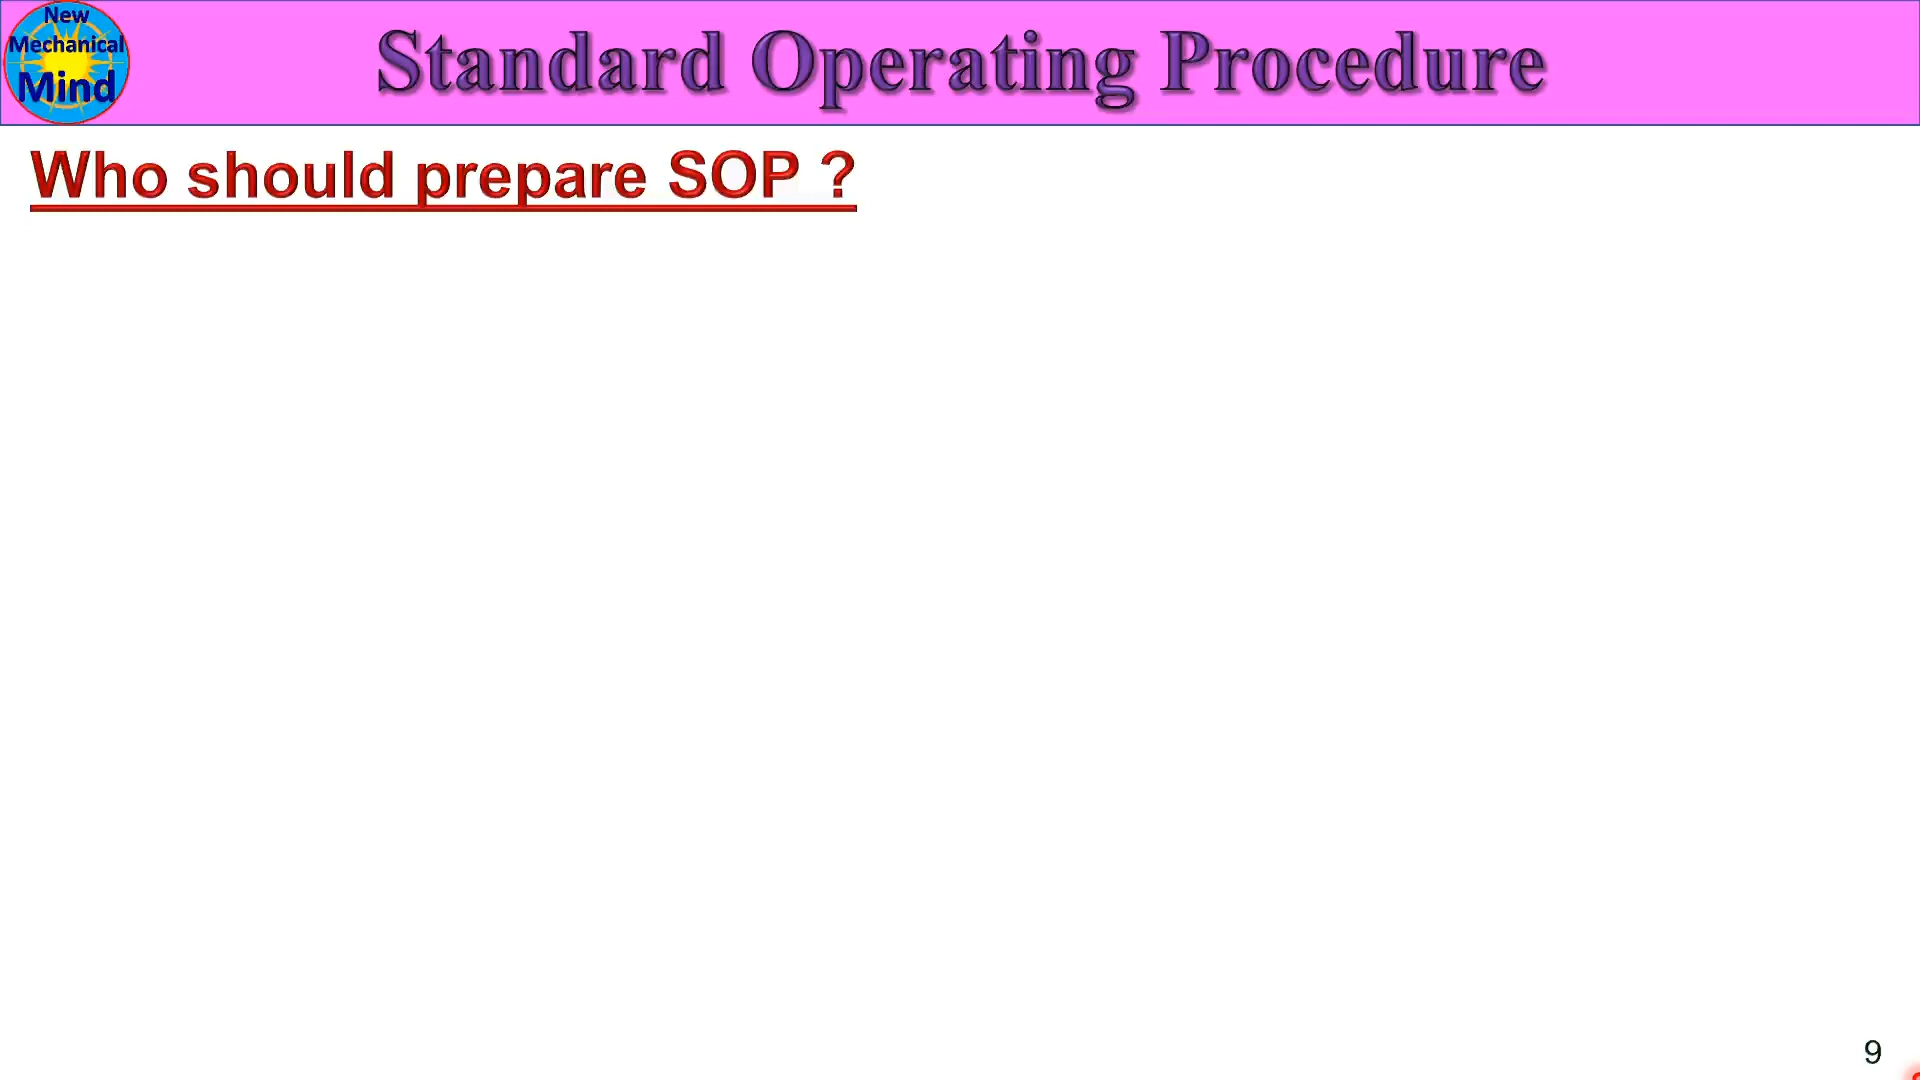 New
Mechanical
Mind
Standard Operating Procedure
Who should prepare SOP ?
9